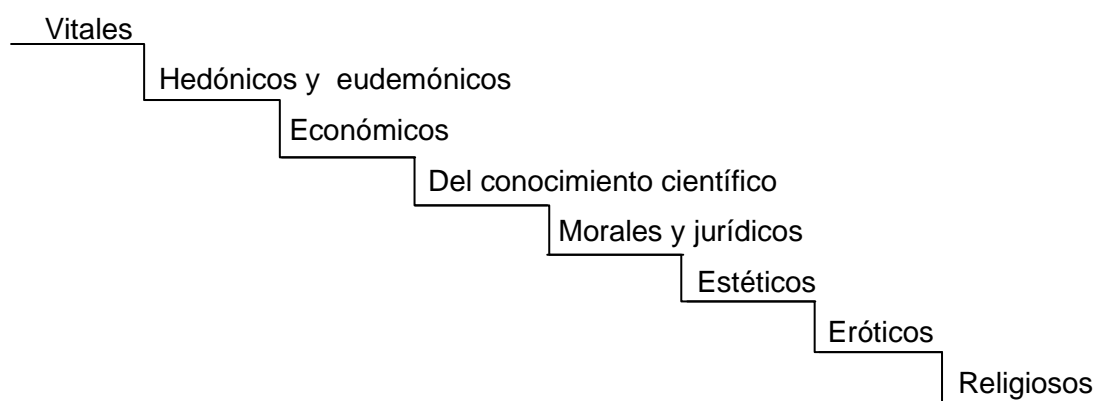 Vitales
Hedónicos y eudemónicos
Económicos
Del conocimiento científico
Morales y jurídicos
Estéticos
Eróticos
Religiosos